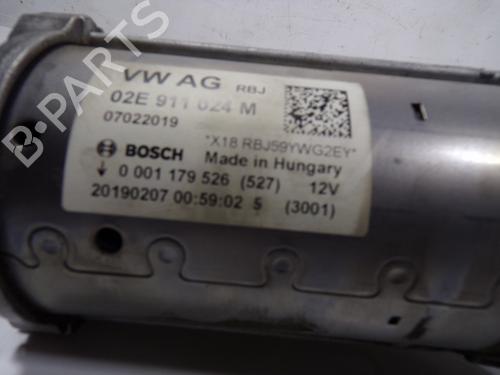 VW AG RBJ
02E 911 024 M
07022019
*X18 RBJ59YWG2EY*
BOSCH Made in Hungary
0 001 179 526 (527) 12V
20190207 00:59:02 S (3001)
B-PARTS